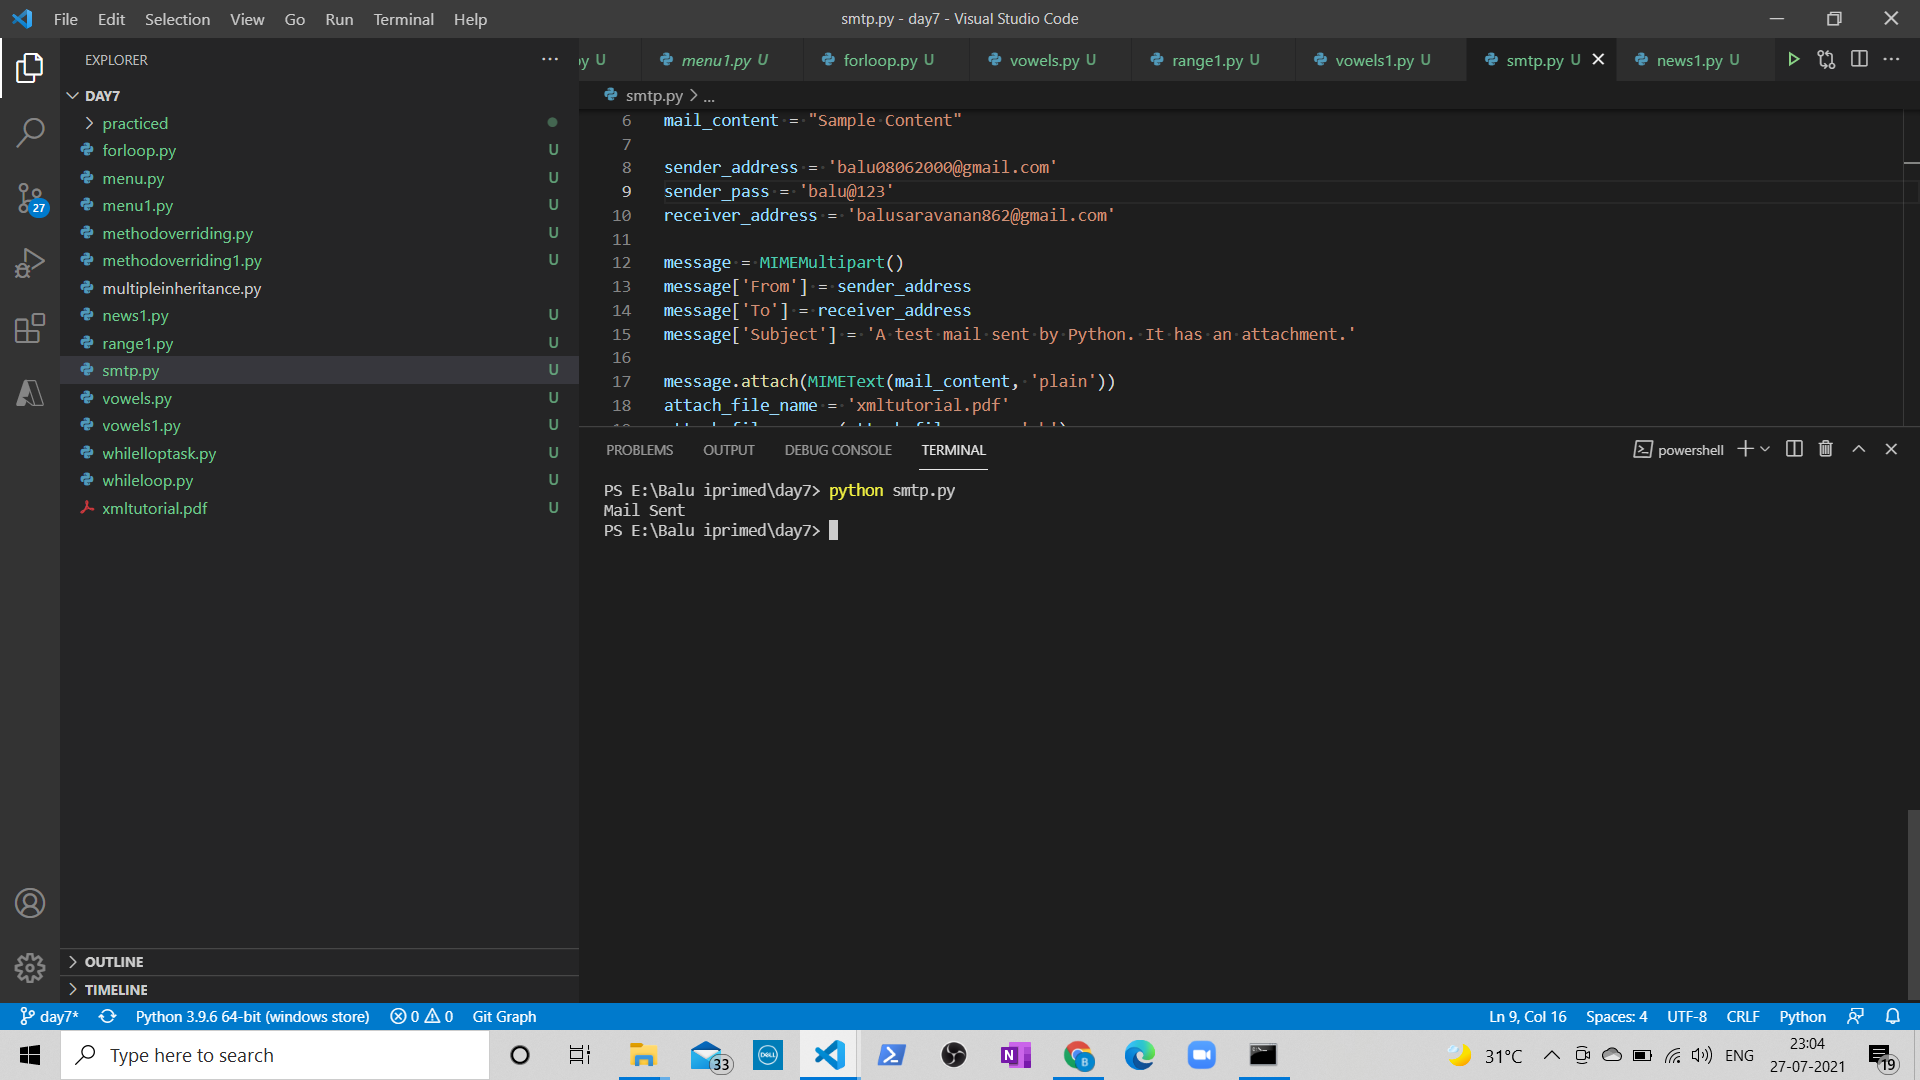 File Edit Selection View Go Run Terminal Help
smtp.py - day7 - Visual Studio Code
EXPLORER
DAY7
practiced
forloop.py U
menu.py U
menu1.py U
methodoverriding.py U
methodoverriding1.py U
multipleinheritance.py
news1.py U
range1.py U
smtp.py U
vowels.py U
vowels1.py U
whilelloptask.py U
whileloop.py U
xmltutorial.pdf U
OUTLINE
TIMELINE
27
py U menu1.py U forloop.py U vowels.py U range1.py U vowels1.py U smtp.py U news1.py U
smtp.py > ...
6 mail_content = "Sample Content"
7
8 sender_address = 'balu08062000@gmail.com'
9 sender_pass = 'balu@123'
10 receiver_address = 'balusaravanan862@gmail.com'
11
12 message = MIMEMultipart()
13 message['From'] = sender_address
14 message['To'] = receiver_address
15 message['Subject'] = 'A test mail sent by Python. It has an attachment.'
16
17 message.attach(MIMEText(mail_content, 'plain'))
18 attach_file_name = 'xmltutorial.pdf'
PROBLEMS OUTPUT DEBUG CONSOLE TERMINAL
powershell
PS E:\Balu iprimed\day7> python smtp.py
Mail Sent
PS E:\Balu iprimed\day7>
day7* Python 3.9.6 64-bit (windows store) 0 0 Git Graph
Ln 9, Col 16 Spaces: 4 UTF-8 CRLF Python
Type here to search
33
DELL
N
B
31°C
ENG
23:04
27-07-2021
19